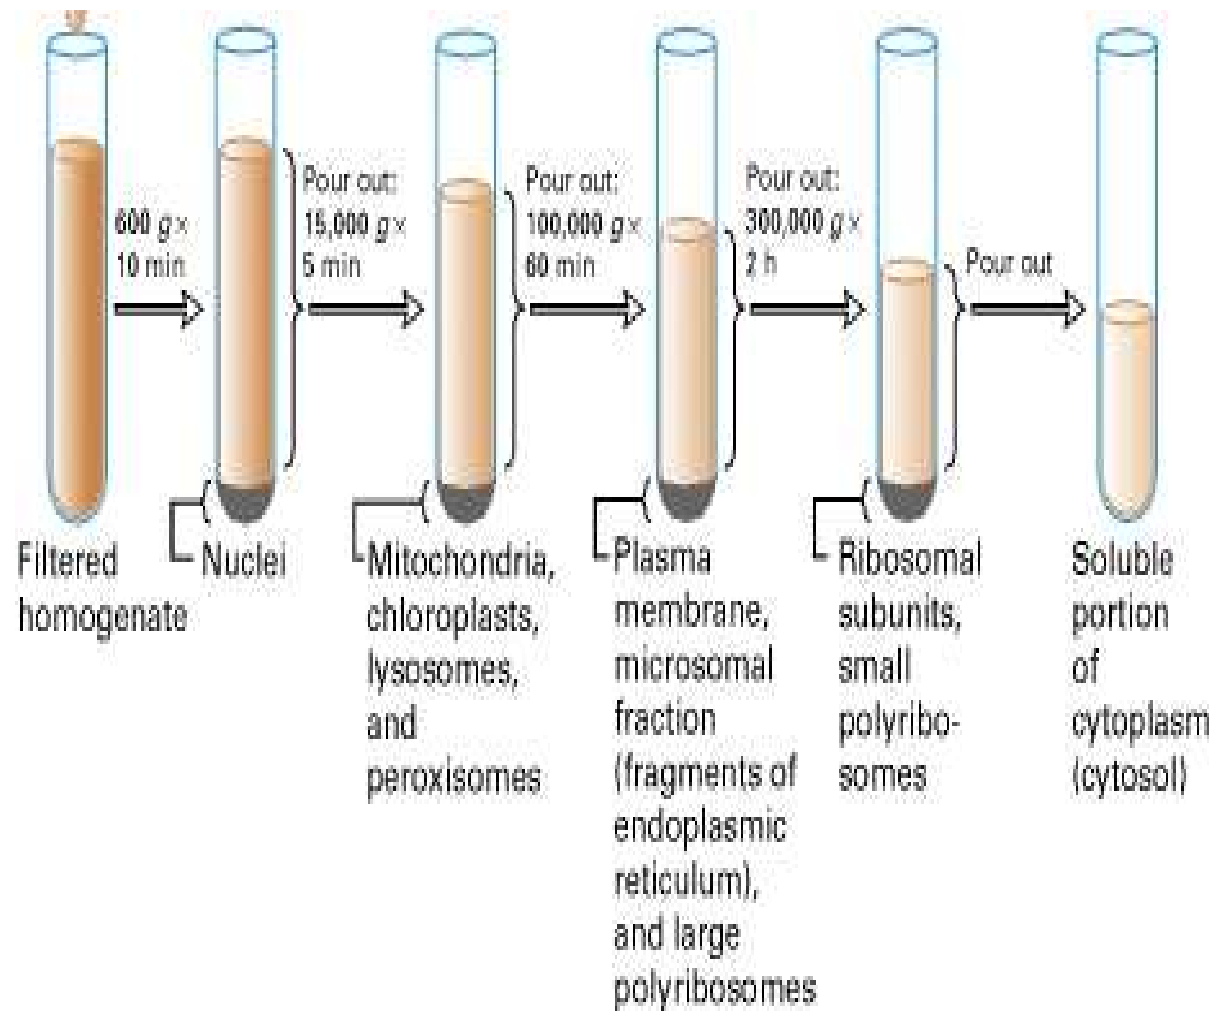 600 g ×
10 min
Pour out:
15,000 g ×
5 min
Pour out:
100,000 g ×
60 min
Pour out:
300,000 g ×
2 h
Pour out
Filtered
homogenate
Nuclei
Mitochondria,
chloroplasts,
lysosomes,
and
peroxisomes
Plasma
membrane,
microsomal
fraction
(fragments of
endoplasmic
reticulum),
and large
polyribosomes
Ribosomal
subunits,
small
polyribo-
somes
Soluble
portion
of
cytoplasm
(cytosol)